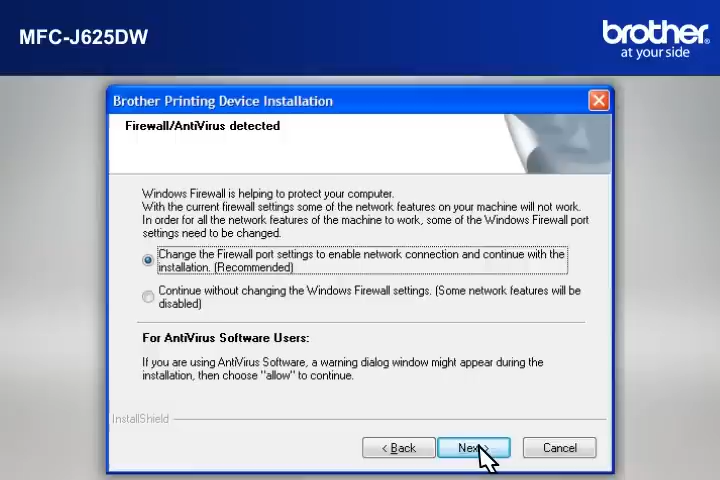 MFC-J625DW
brother
at your side
Brother Printing Device Installation
Firewall/AntiVirus detected
Windows Firewall is helping to protect your computer.
With the current firewall settings some of the network features on your machine will not work.
In order for all the network features of the machine to work, some of the Windows Firewall port
settings need to be changed.
Change the Firewall port settings to enable network connection and continue with the
installation. (Recommended)
Continue without changing the Windows Firewall settings. (Some network features will be
disabled)
For AntiVirus Software Users:
If you are using AntiVirus Software, a warning dialog window might appear during the
installation, then choose "allow" to continue.
InstallShield
< Back
Next >
Cancel